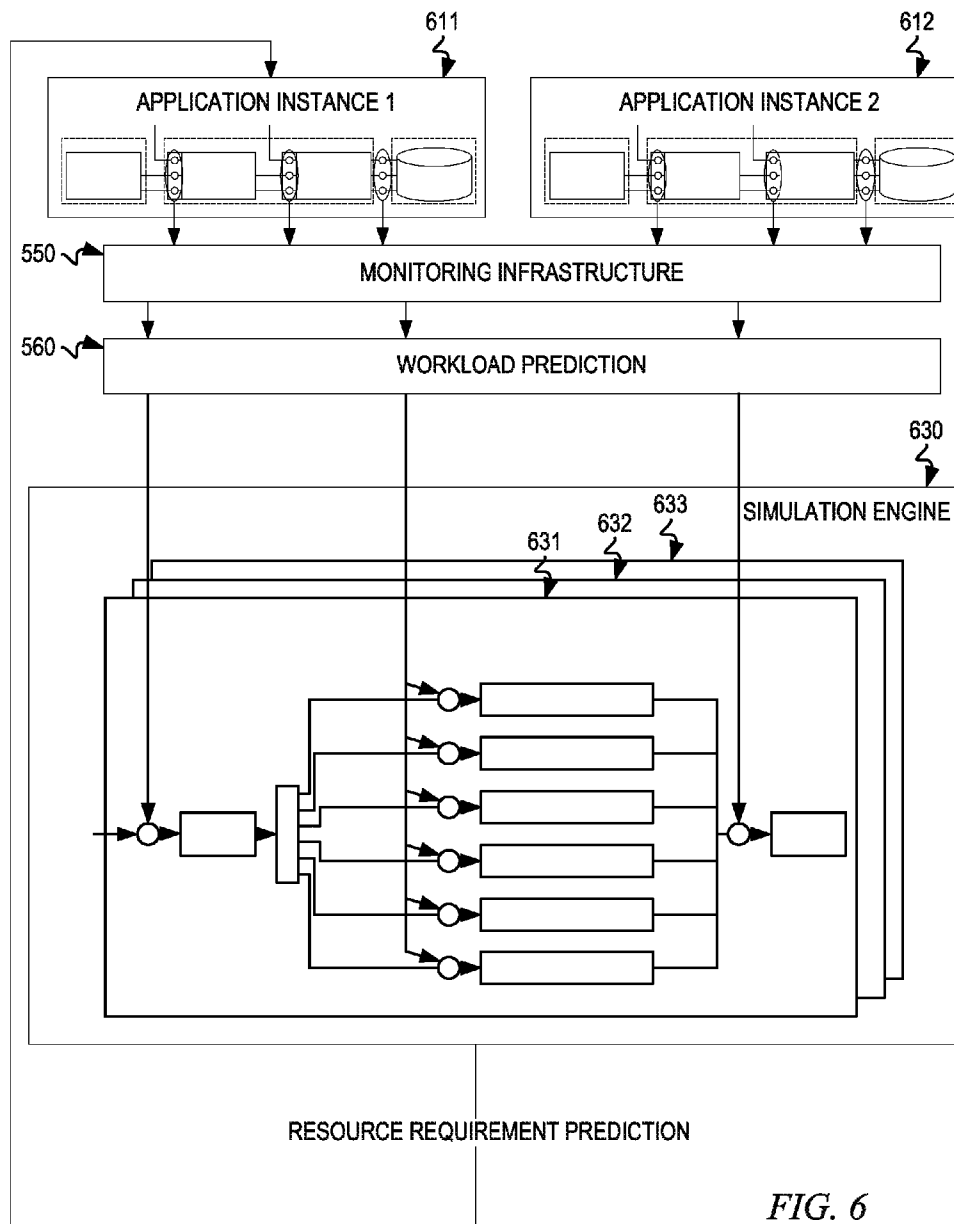 611
612
APPLICATION INSTANCE 1
APPLICATION INSTANCE 2
550
MONITORING INFRASTRUCTURE
560
WORKLOAD PREDICTION
630
SIMULATION ENGINE
633
632
631
RESOURCE REQUIREMENT PREDICTION
FIG. 6